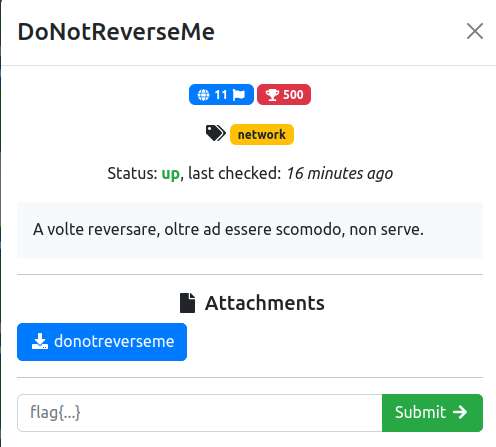 DoNotReverseMe
11 500
network
Status: up, last checked: 16 minutes ago
A volte reversare, oltre ad essere scomodo, non serve.
Attachments
donotreverseme
flag{...} Submit